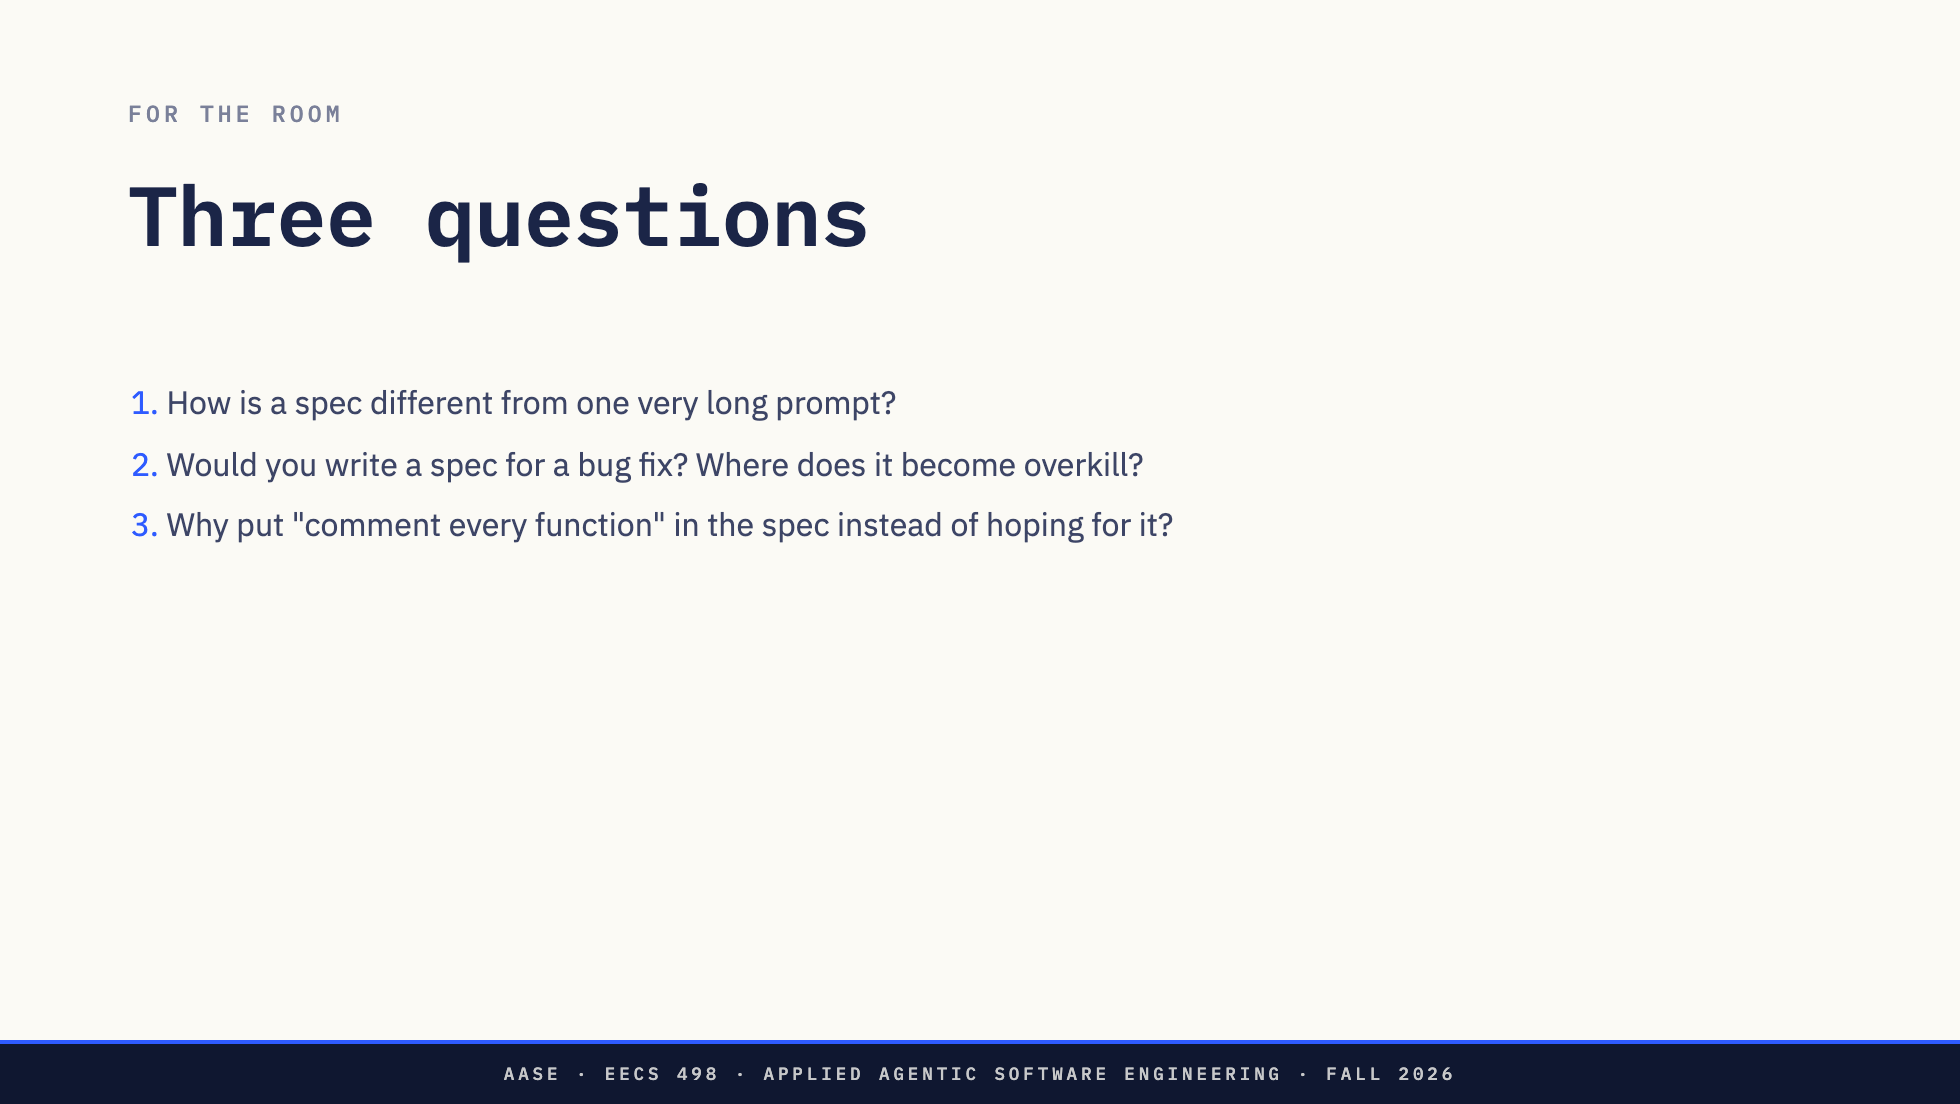 FOR THE ROOM
Three questions
1. How is a spec different from one very long prompt?
2. Would you write a spec for a bug fix? Where does it become overkill?
3. Why put "comment every function" in the spec instead of hoping for it?
AASE · EECS 498 · APPLIED AGENTIC SOFTWARE ENGINEERING · FALL 2026